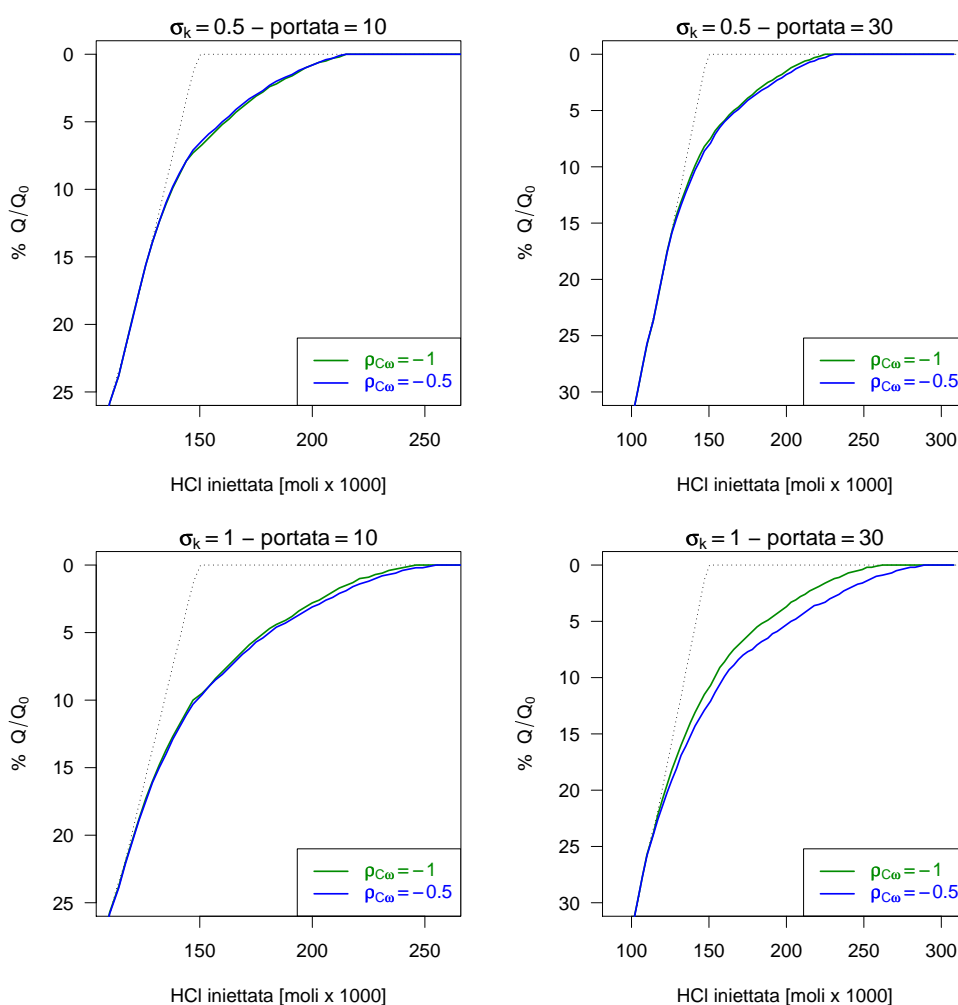 σk = 0.5 − portata = 10
0
5
10
15
20
25
% Q/Q0
150 200 250
HCl iniettata [moli x 1000]
ρCω = −1
ρCω = −0.5
σk = 0.5 − portata = 30
0
5
10
15
20
25
30
% Q/Q0
100 150 200 250 300
HCl iniettata [moli x 1000]
ρCω = −1
ρCω = −0.5
σk = 1 − portata = 10
0
5
10
15
20
25
% Q/Q0
150 200 250
HCl iniettata [moli x 1000]
ρCω = −1
ρCω = −0.5
σk = 1 − portata = 30
0
5
10
15
20
25
30
% Q/Q0
100 150 200 250 300
HCl iniettata [moli x 1000]
ρCω = −1
ρCω = −0.5